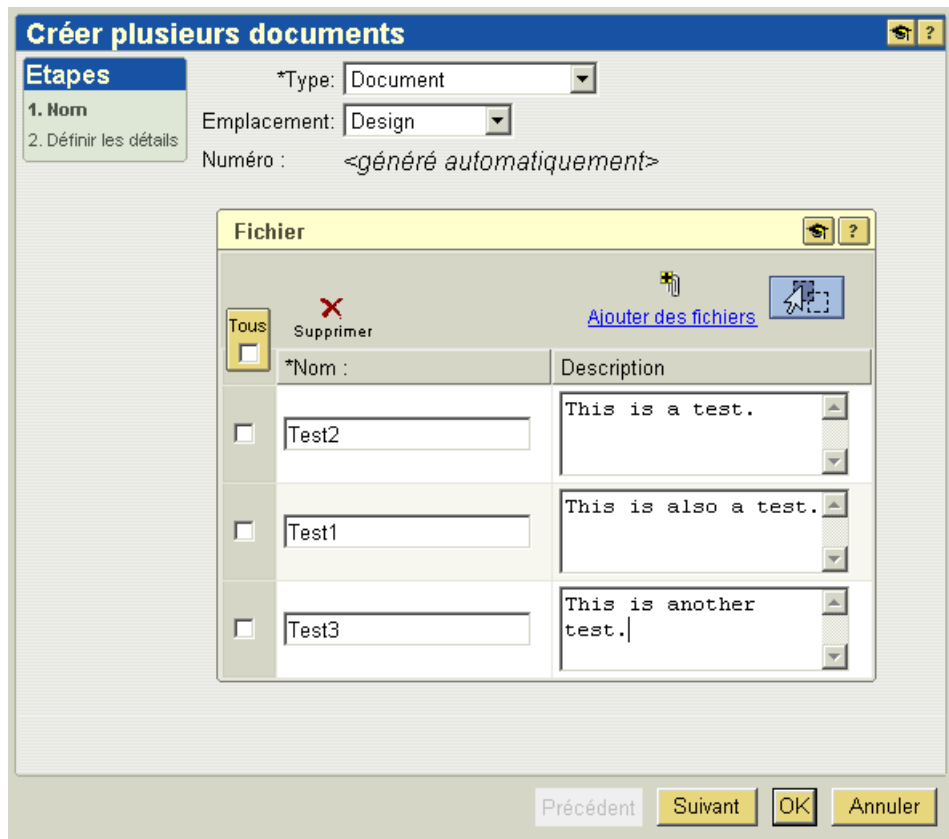 Créer plusieurs documents
?
Etapes
1. Nom
2. Définir les détails
*Type: Document
Emplacement: Design
Numéro : <généré automatiquement>
Fichier
?
Tous
Supprimer
Ajouter des fichiers
*Nom : Description
Test2 This is a test.
Test1 This is also a test.
Test3 This is another
test.
Précédent Suivant OK Annuler